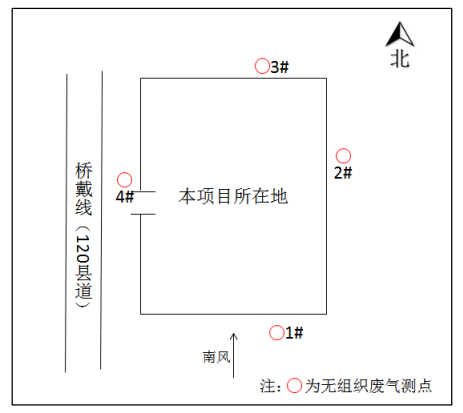 3#
北
2#
4#
本项目所在地
桥戴线（120县道）
1#
南风
注：○为无组织废气测点